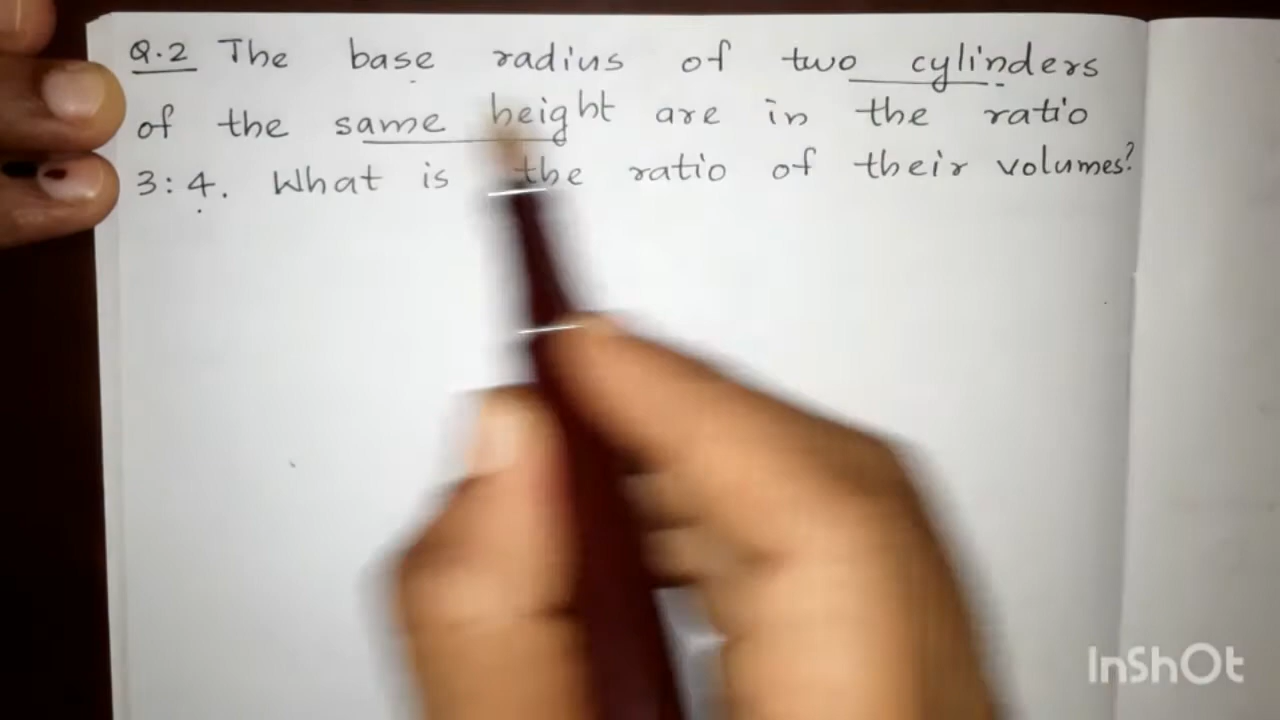 Q.2 The base radius of two cylinders
of the same height are in the ratio
3:4. What is the ratio of their volumes?
InShOt